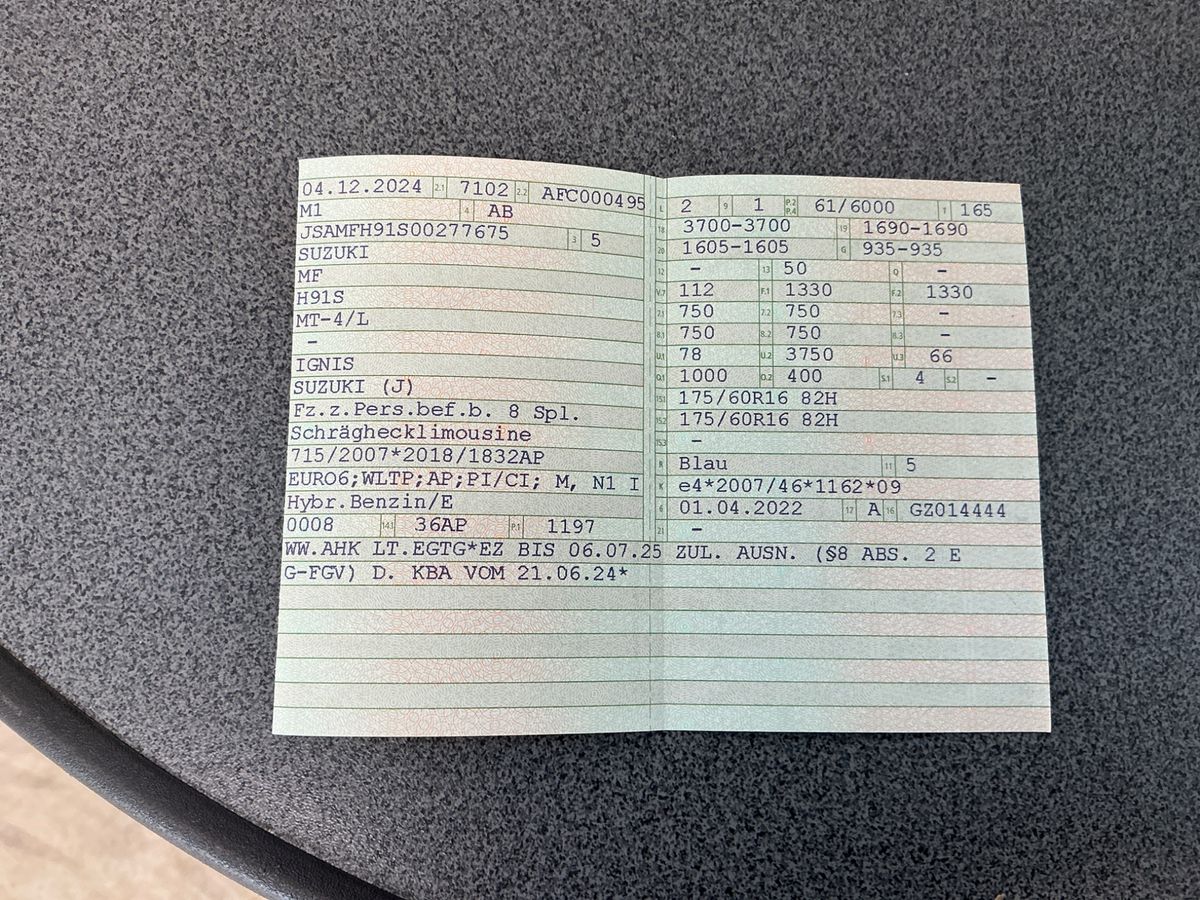 04.12.2024 2.1 7102 2.2 AFC000495
M1 4 AB
JSAMFH91S00277675 3 5
SUZUKI
MF
H91S
MT-4/L
-
IGNIS
SUZUKI (J)
Fz.z.Pers.bef.b. 8 Spl.
Schräghecklimousine
715/2007*2018/1832AP
EURO6;WLTP;AP;PI/CI; M, N1 I
Hybr.Benzin/E
0008 14.1 36AP P.1 1197
L 2 9 1 P.2 P.4 61/6000 T 165
18 3700-3700 19 1690-1690
20 1605-1605 G 935-935
12 - 13 50 Q -
V.7 112 F.1 1330 F.2 1330
7.1 750 7.2 750 7.3 -
8.1 750 8.2 750 8.3 -
U.1 78 U.2 3750 U.3 66
O.1 1000 O.2 400 S.1 4 S.2 -
15.1 175/60R16 82H
15.2 175/60R16 82H
15.3 -
R Blau 11 5
K e4*2007/46*1162*09
6 01.04.2022 17 A 16 GZ014444
21 -
WW.AHK LT.EGTG*EZ BIS 06.07.25 ZUL. AUSN. (§8 ABS. 2 E
G-FGV) D. KBA VOM 21.06.24*